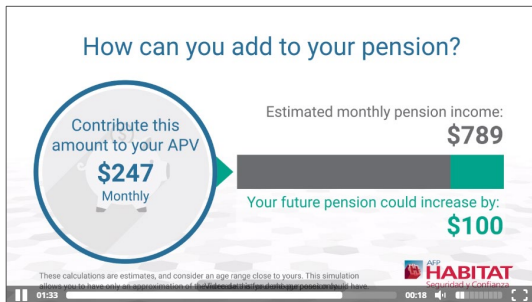 How can you add to your pension?
Contribute this
amount to your APV
$247
Monthly
Estimated monthly pension income:
$789
Your future pension could increase by:
$100
These calculations are estimates, and consider an age range close to yours. This simulation
allows you to have only an approximation of the have.
AFP
HABITAT
Seguridad y Confianza
01:33
00:18